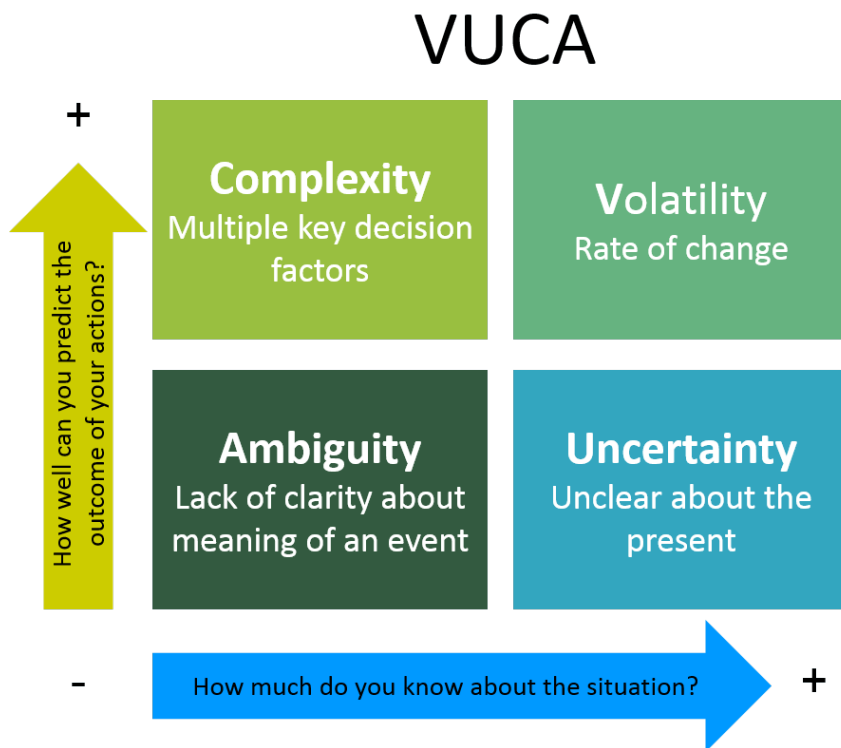 VUCA
+
Complexity
Multiple key decision
factors
Volatility
Rate of change
How well can you predict the
outcome of your actions?
Ambiguity
Lack of clarity about
meaning of an event
Uncertainty
Unclear about the
present
-
How much do you know about the situation?
+